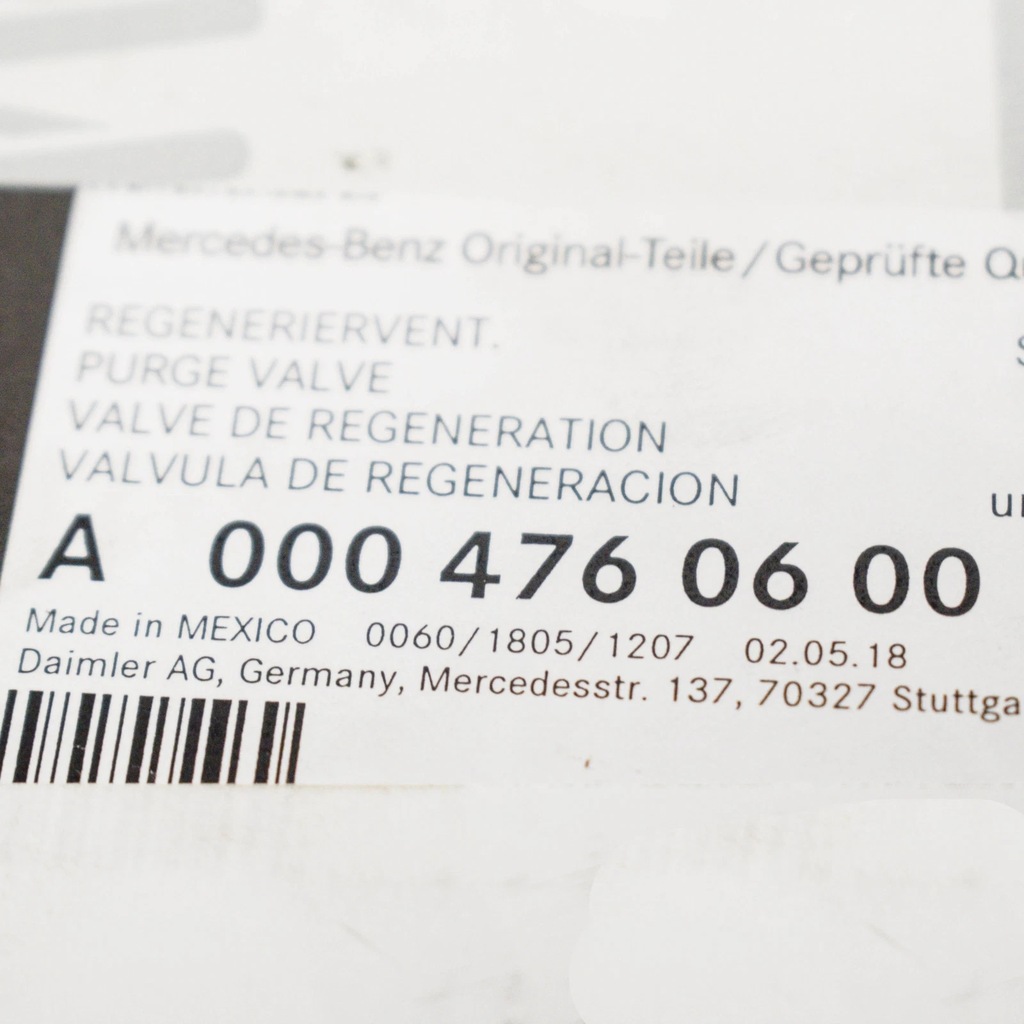 Mercedes-Benz Original-Teile/Geprüfte
REGENERIERVENT.
PURGE VALVE
VALVE DE REGENERATION
VALVULA DE REGENERACION
A 000 476 06 00
Made in MEXICO 0060/1805/1207 02.05.18
Daimler AG, Germany, Mercedesstr. 137, 70327 Stuttga